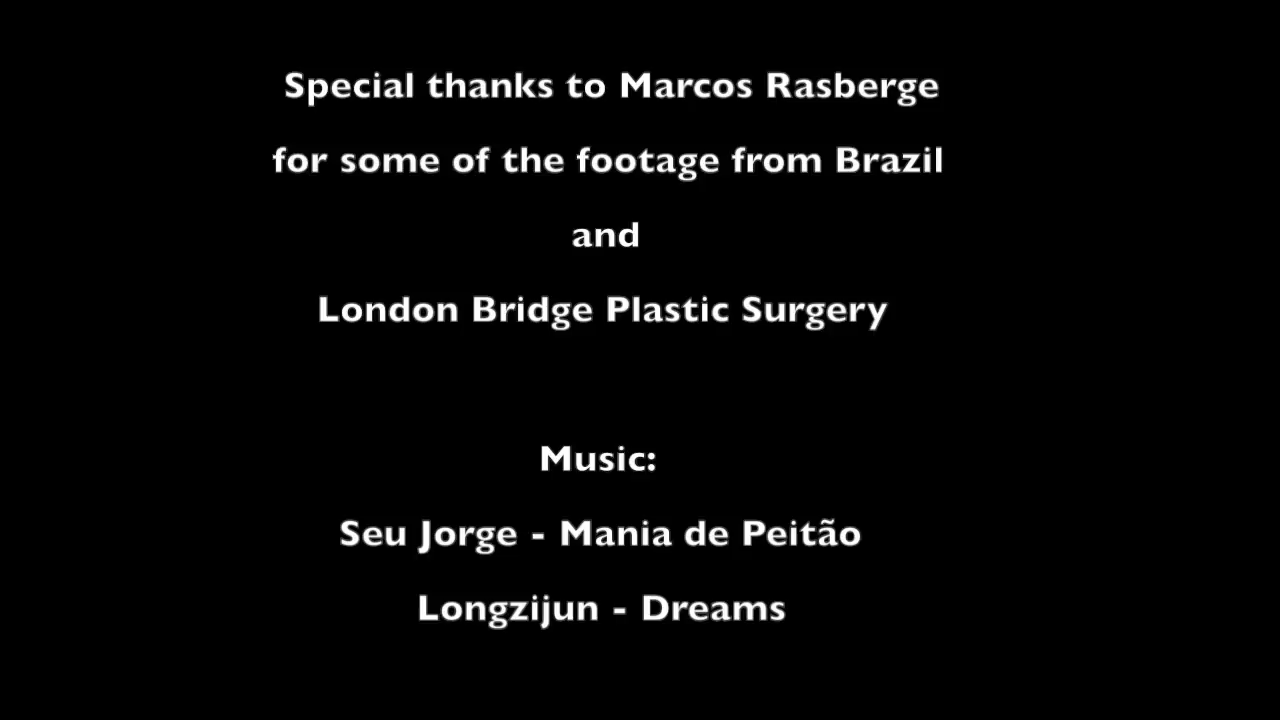 Special thanks to Marcos Rasberge
for some of the footage from Brazil
and
London Bridge Plastic Surgery
Music:
Seu Jorge - Mania de Peitão
Longzijun - Dreams